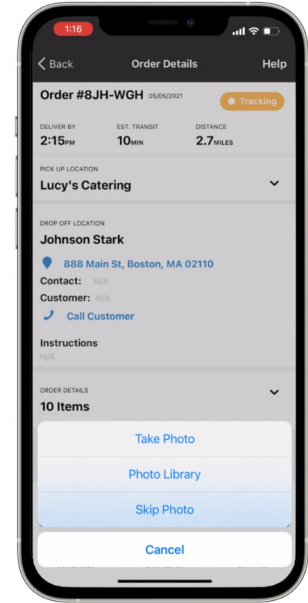 1:16
Back Order Details Help
Order #8JH-WGH 05/05/2021 Tracking
DELIVER BY EST. TRANSIT DISTANCE
2:15PM 10MIN 2.7MILES
PICK UP LOCATION
Lucy's Catering
DROP OFF LOCATION
Johnson Stark
888 Main St, Boston, MA 02110
Contact: N/A
Customer: N/A
Call Customer
Instructions
N/A
ORDER DETAILS
10 Items
Take Photo
Photo Library
Skip Photo
Cancel